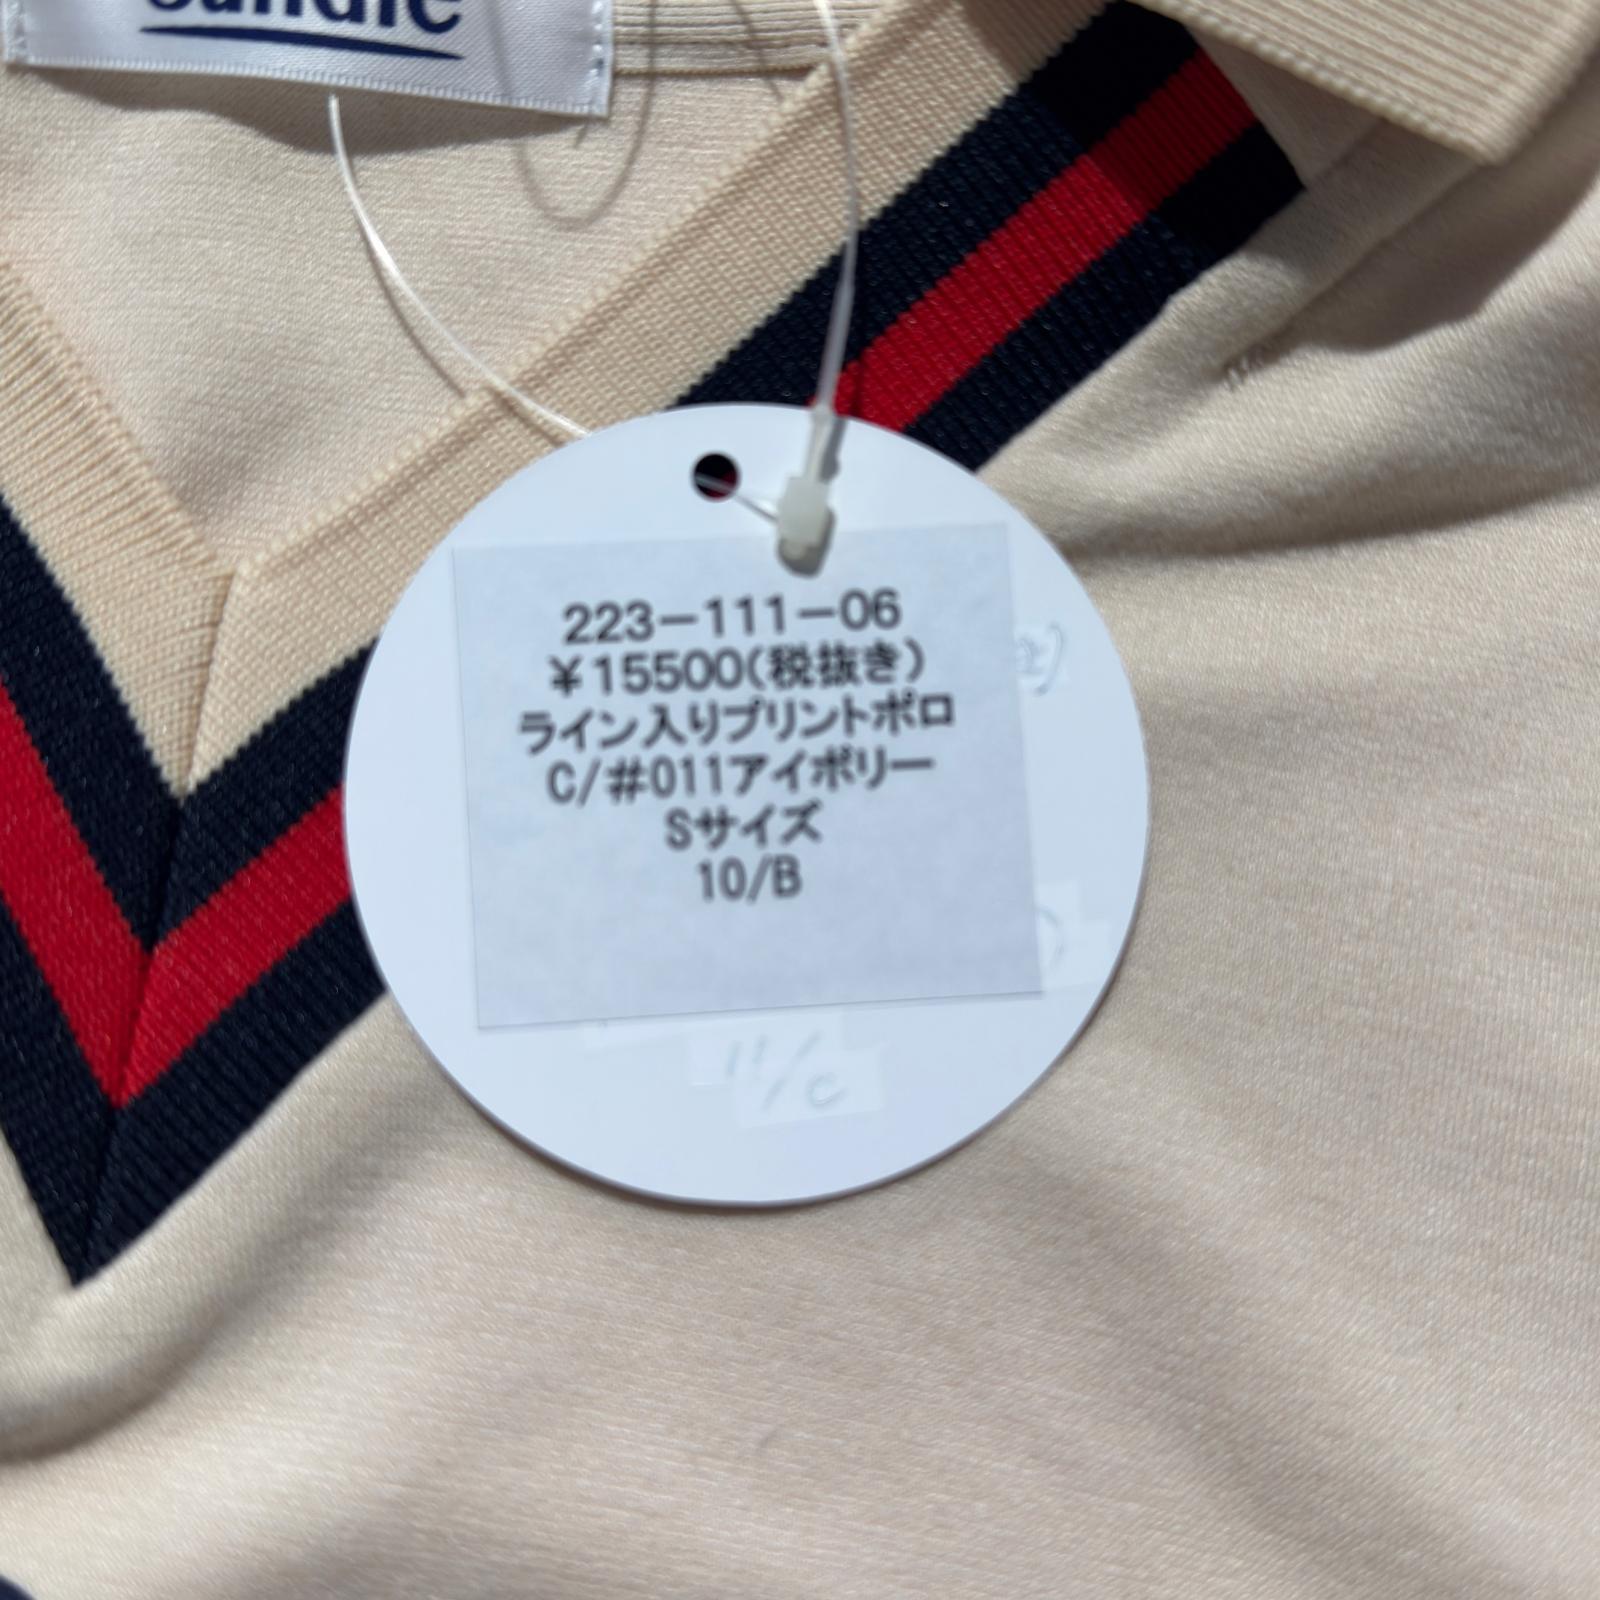 223-111-06
¥15500(税抜き)
ライン入りプリントポロ
C/#011アイボリー
Sサイズ
10/B
11/C